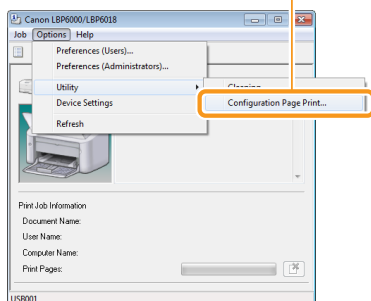 Canon LBP6000/LBP6018
Job Options Help
Preferences (Users)...
Preferences (Administrators)...
Utility
Cleaning
Device Settings
Configuration Page Print...
Refresh
Print Job Information
Document Name:
User Name:
Computer Name:
Print Pages:
USB001